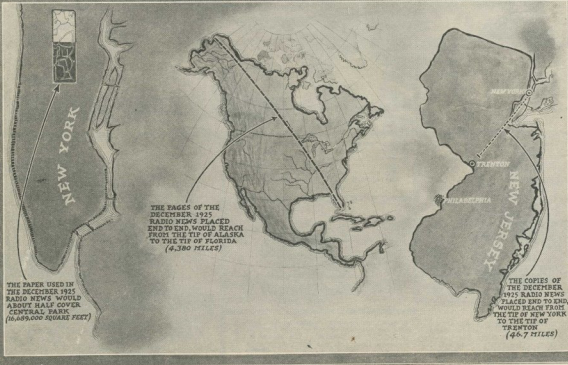 NEW YORK
THE PAPER USED IN
THE DECEMBER 1925
RADIO NEWS WOULD
ABOUT HALF COVER
CENTRAL PARK
(16,689,000 SQUARE FEET)
THE PAGES OF THE
DECEMBER 1925
RADIO NEWS PLACED
END TO END, WOULD REACH
FROM THE TIP OF ALASKA
TO THE TIP OF FLORIDA
(4,380 MILES)
NEW YORK
TRENTON
PHILADELPHIA
NEW JERSEY
THE COPIES OF
THE DECEMBER
1925 RADIO NEWS
PLACED END TO END,
WOULD REACH FROM
THE TIP OF NEW YORK
TO THE TIP OF
TRENTON
(46.7 MILES)